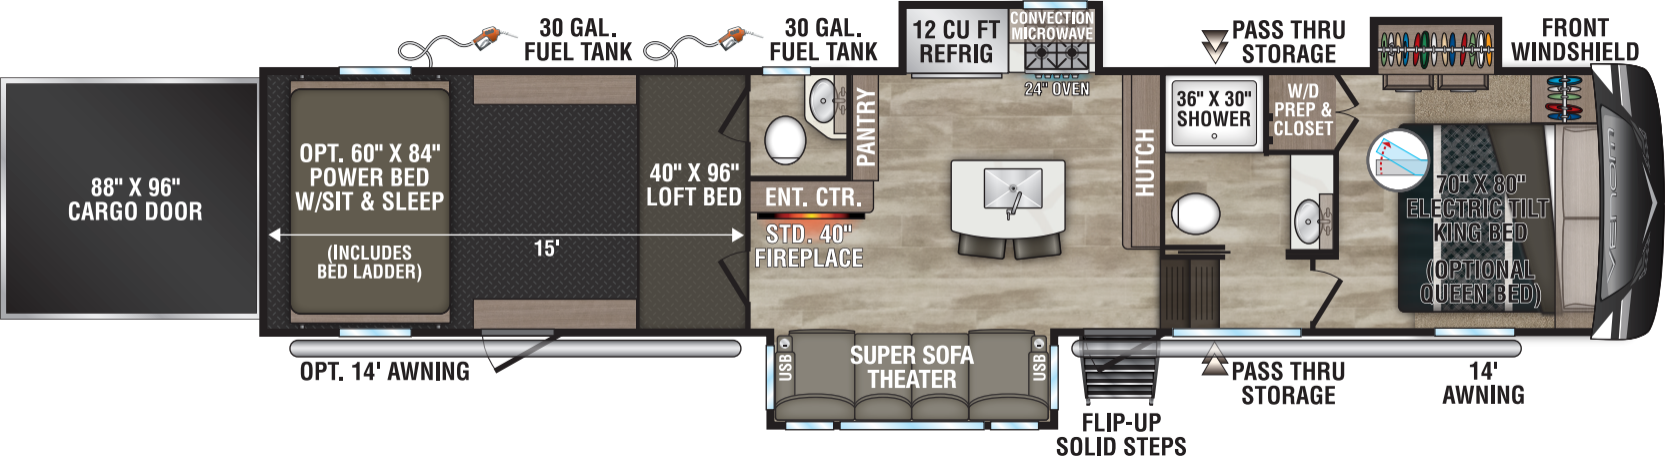 30 GAL.
FUEL TANK
30 GAL.
FUEL TANK
12 CU FT
REFRIG
CONVECTION
MICROWAVE
24" OVEN
PASS THRU
STORAGE
FRONT
WINDSHIELD
88" X 96"
CARGO DOOR
OPT. 60" X 84"
POWER BED
W/SIT & SLEEP
(INCLUDES
BED LADDER)
15'
40" X 96"
LOFT BED
PANTRY
ENT. CTR.
STD. 40"
FIREPLACE
HUTCH
36" X 30"
SHOWER
W/D
PREP &
CLOSET
70" X 80"
ELECTRIC TILT
KING BED
(OPTIONAL
QUEEN BED)
venom
OPT. 14' AWNING
USB
SUPER SOFA
THEATER
USB
FLIP-UP
SOLID STEPS
PASS THRU
STORAGE
14'
AWNING